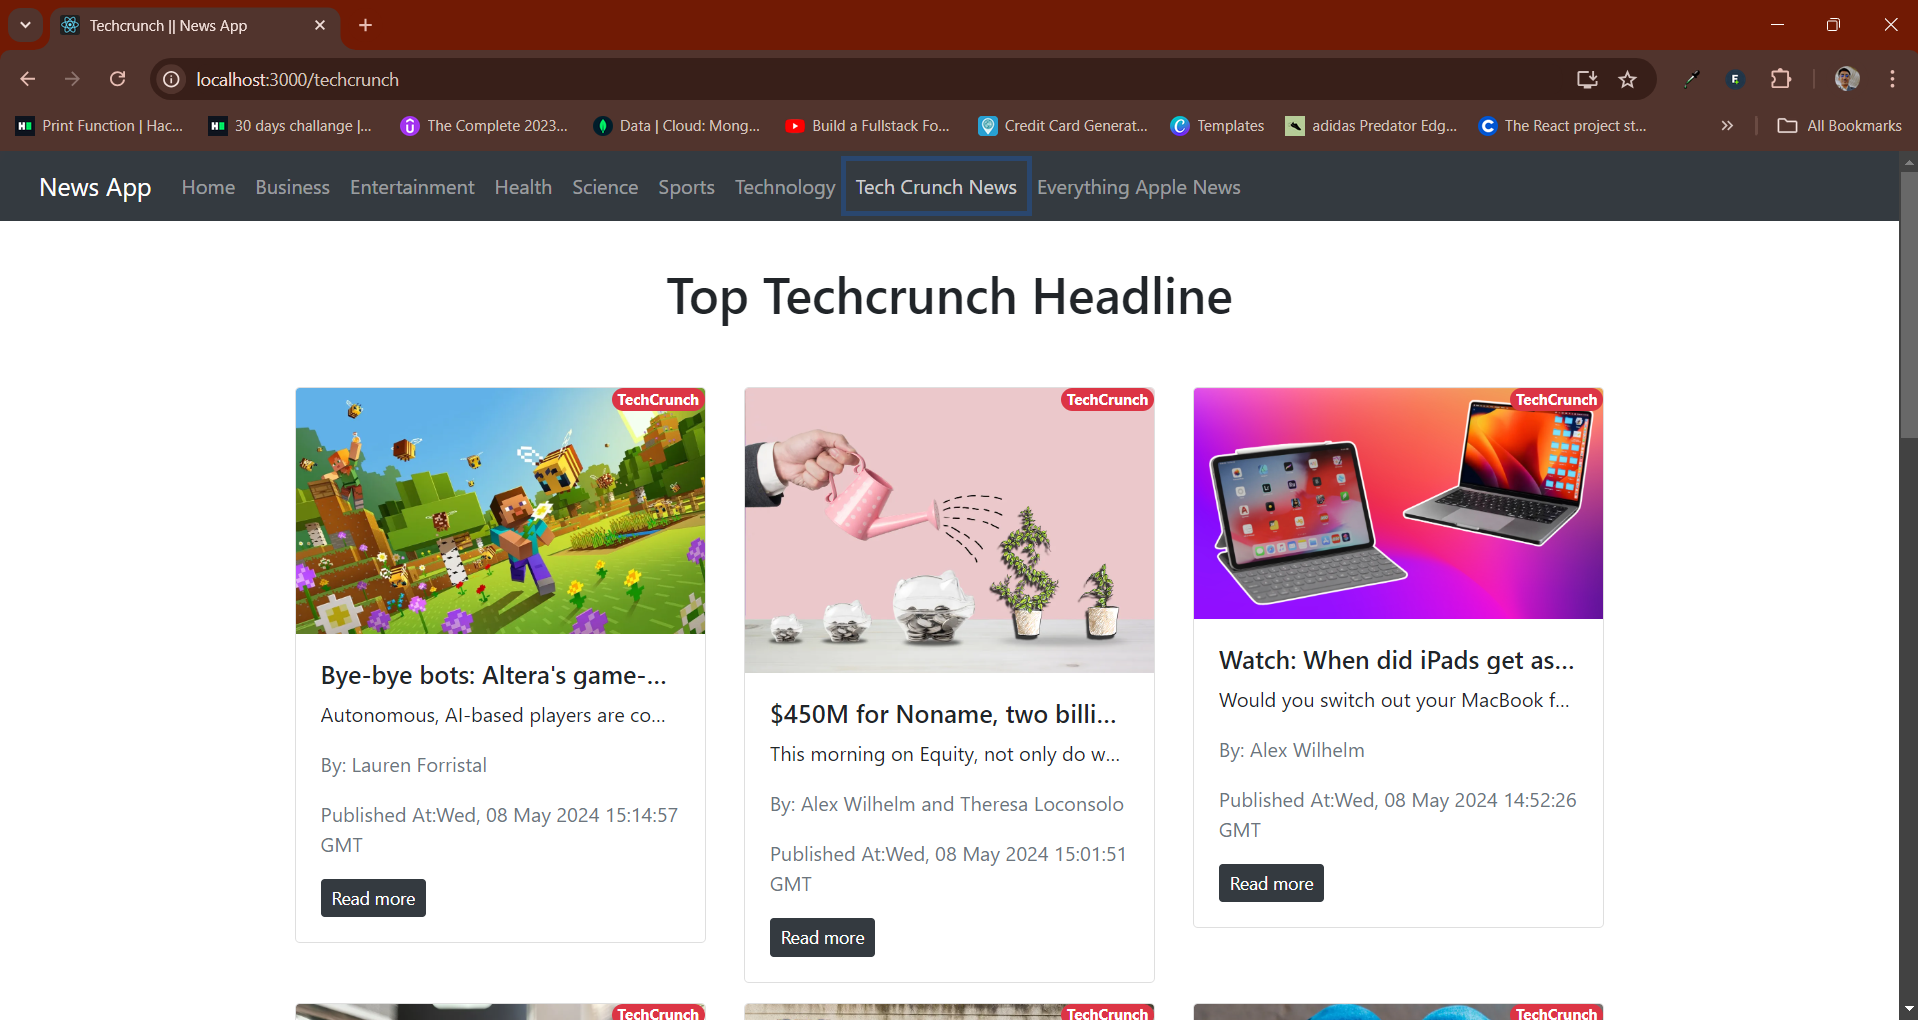 Techcrunch || News App
localhost:3000/techcrunch
Print Function | Hac...
30 days challange |...
The Complete 2023...
Data | Cloud: Mong...
Build a Fullstack Fo...
Credit Card Generat...
Templates
adidas Predator Edg...
The React project st...
All Bookmarks
News App
Home
Business
Entertainment
Health
Science
Sports
Technology
Tech Crunch News
Everything Apple News
Top Techcrunch Headline
TechCrunch
Bye-bye bots: Altera's game-...
Autonomous, AI-based players are co...
By: Lauren Forristal
Published At:Wed, 08 May 2024 15:14:57
GMT
Read more
TechCrunch
$450M for Noname, two billi...
This morning on Equity, not only do w...
By: Alex Wilhelm and Theresa Loconsolo
Published At:Wed, 08 May 2024 15:01:51
GMT
Read more
TechCrunch
Watch: When did iPads get as...
Would you switch out your MacBook f...
By: Alex Wilhelm
Published At:Wed, 08 May 2024 14:52:26
GMT
Read more
TechCrunch
TechCrunch
TechCrunch